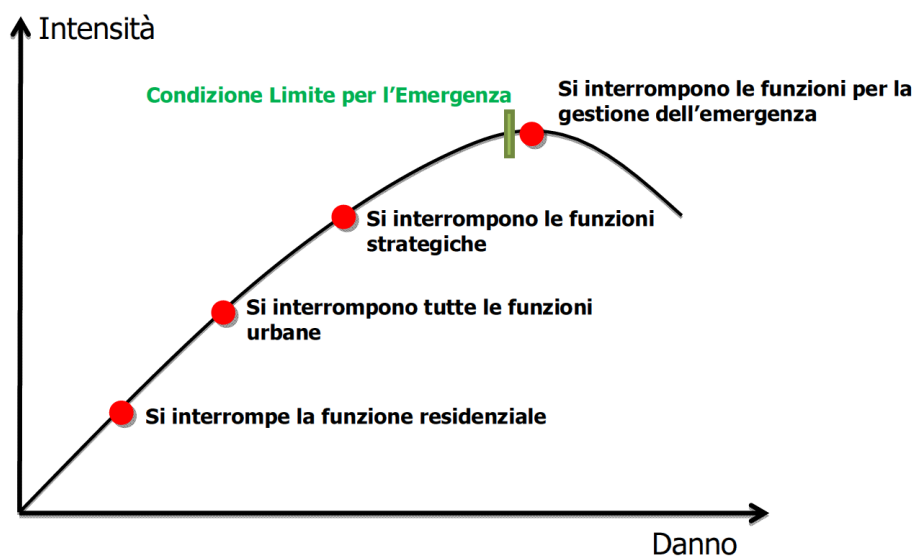 Intensità
Condizione Limite per l'Emergenza
Si interrompono le funzioni per la
gestione dell'emergenza
Si interrompono le funzioni
strategiche
Si interrompono tutte le funzioni
urbane
Si interrompe la funzione residenziale
Danno